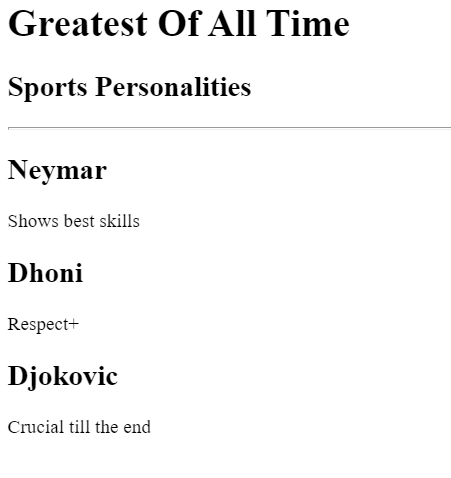 Greatest Of All Time
Sports Personalities
Neymar
Shows best skills
Dhoni
Respect+
Djokovic
Crucial till the end